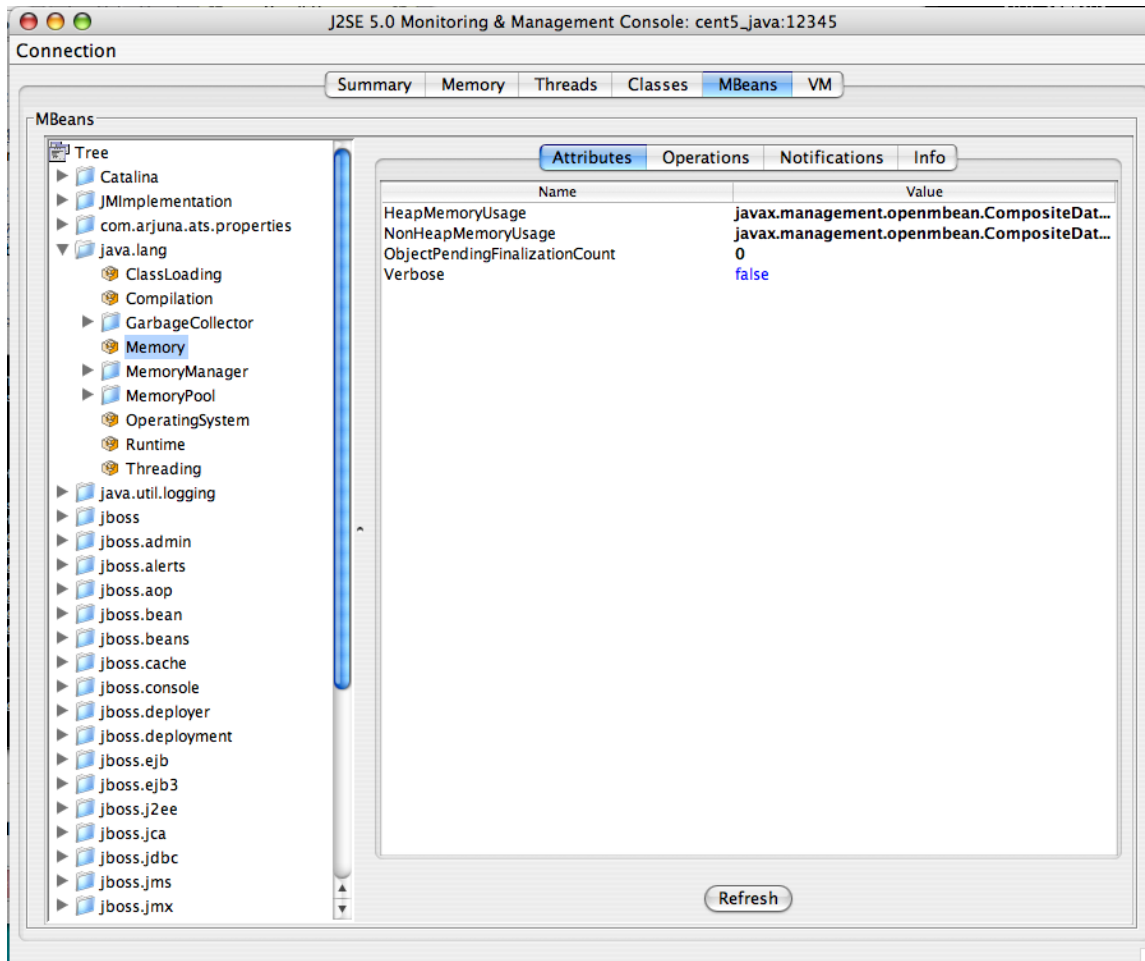 J2SE 5.0 Monitoring & Management Console: cent5_java:12345
Connection
Summary Memory Threads Classes MBeans VM
MBeans
Tree
Catalina
JMImplementation
com.arjuna.ats.properties
java.lang
ClassLoading
Compilation
GarbageCollector
Memory
MemoryManager
MemoryPool
OperatingSystem
Runtime
Threading
java.util.logging
jboss
jboss.admin
jboss.alerts
jboss.aop
jboss.bean
jboss.beans
jboss.cache
jboss.console
jboss.deployer
jboss.deployment
jboss.ejb
jboss.ejb3
jboss.j2ee
jboss.jca
jboss.jdbc
jboss.jms
jboss.jmx
Attributes Operations Notifications Info
Name Value
HeapMemoryUsage javax.management.openmbean.CompositeDat...
NonHeapMemoryUsage javax.management.openmbean.CompositeDat...
ObjectPendingFinalizationCount 0
Verbose false
Refresh